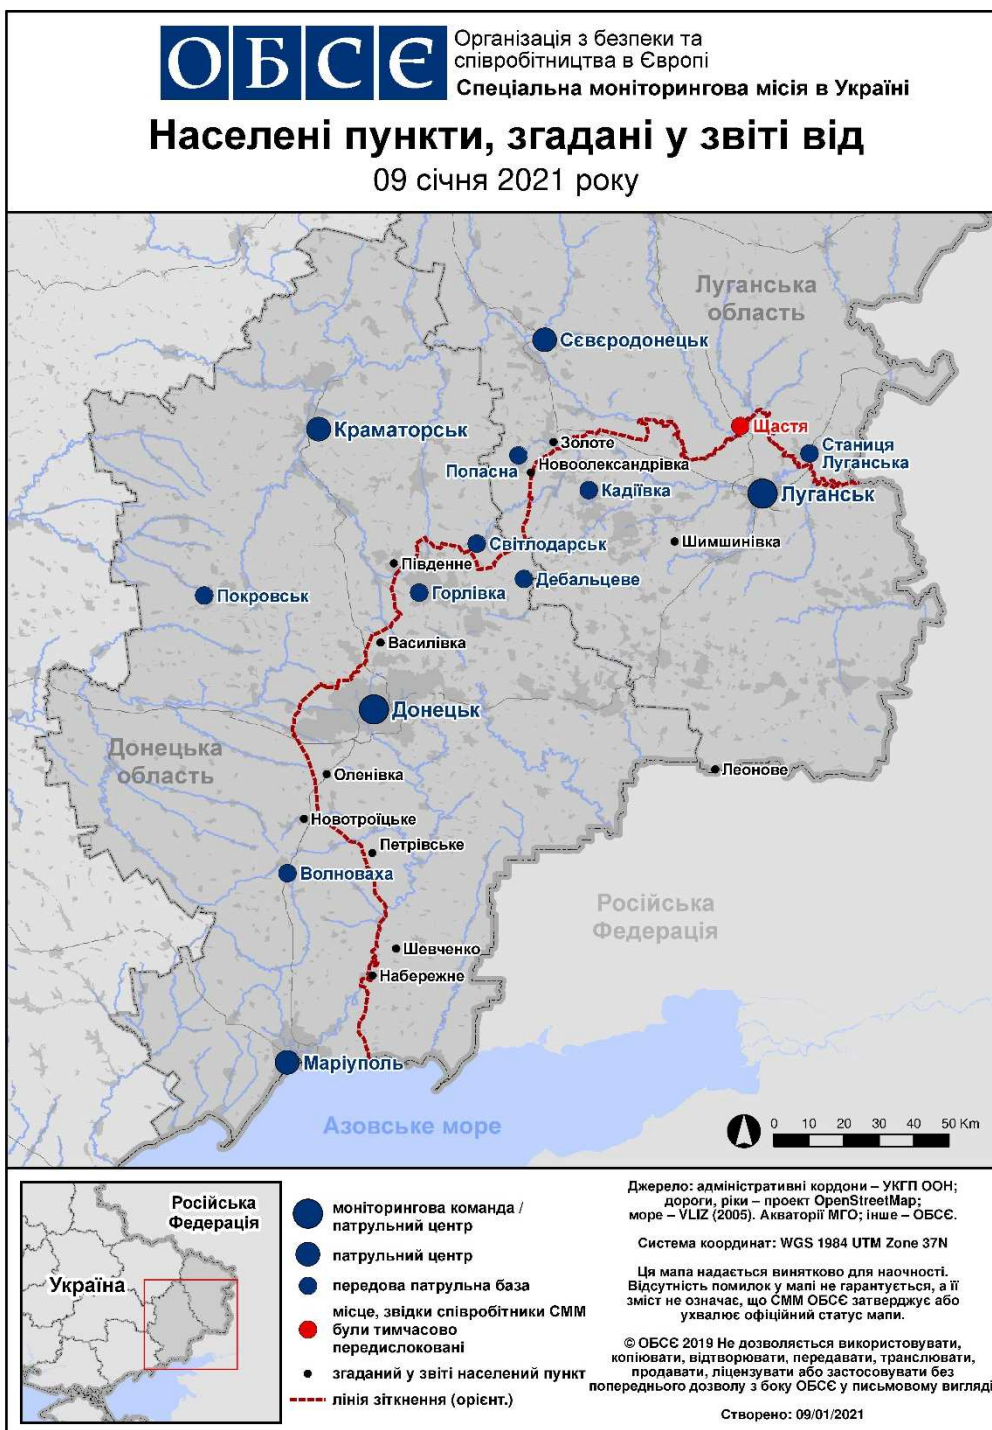 ОБСЄ
Організація з безпеки та
співробітництва в Європі
Спеціальна моніторингова місія в Україні
Населені пункти, згадані у звіті від
09 січня 2021 року
Луганська
область
Сєвєродонецьк
Краматорськ
Щастя
Золоте
Станиця
Луганська
Попасна
Новоолександрівка
Кадіївка
Луганськ
Світлодарськ
Шимшинівка
Південне
Дебальцеве
Горлівка
Покровськ
Василівка
Донецьк
Донецька
область
Оленівка
Леонове
Новотроїцьке
Петрівське
Волноваха
Російська
Федерація
Шевченко
Набережне
Маріуполь
Азовське море
0 10 20 30 40 50 Km
Російська
Федерація
Україна
моніторингова команда /
патрульний центр
патрульний центр
передова патрульна база
місце, звідки співробітники СММ
були тимчасово
передислоковані
згаданий у звіті населений пункт
лінія зіткнення (орієнт.)
Джерело: адміністративні кордони – УКГП ООН;
дороги, ріки – проект OpenStreetMap;
море – VLIZ (2005). Акваторії МГО; інше – ОБСЄ.
Система координат: WGS 1984 UTM Zone 37N
Ця мапа надається винятково для наочності.
Відсутність помилок у мапі не гарантується, а її
зміст не означає, що СММ ОБСЄ затверджує або
ухвалює офіційний статус мапи.
© ОБСЄ 2019 Не дозволяється використовувати,
копіювати, відтворювати, передавати, транслювати,
продавати, ліцензувати або застосовувати без
попереднього дозволу з боку ОБСЄ у письмовому вигляді
Створено: 09/01/2021